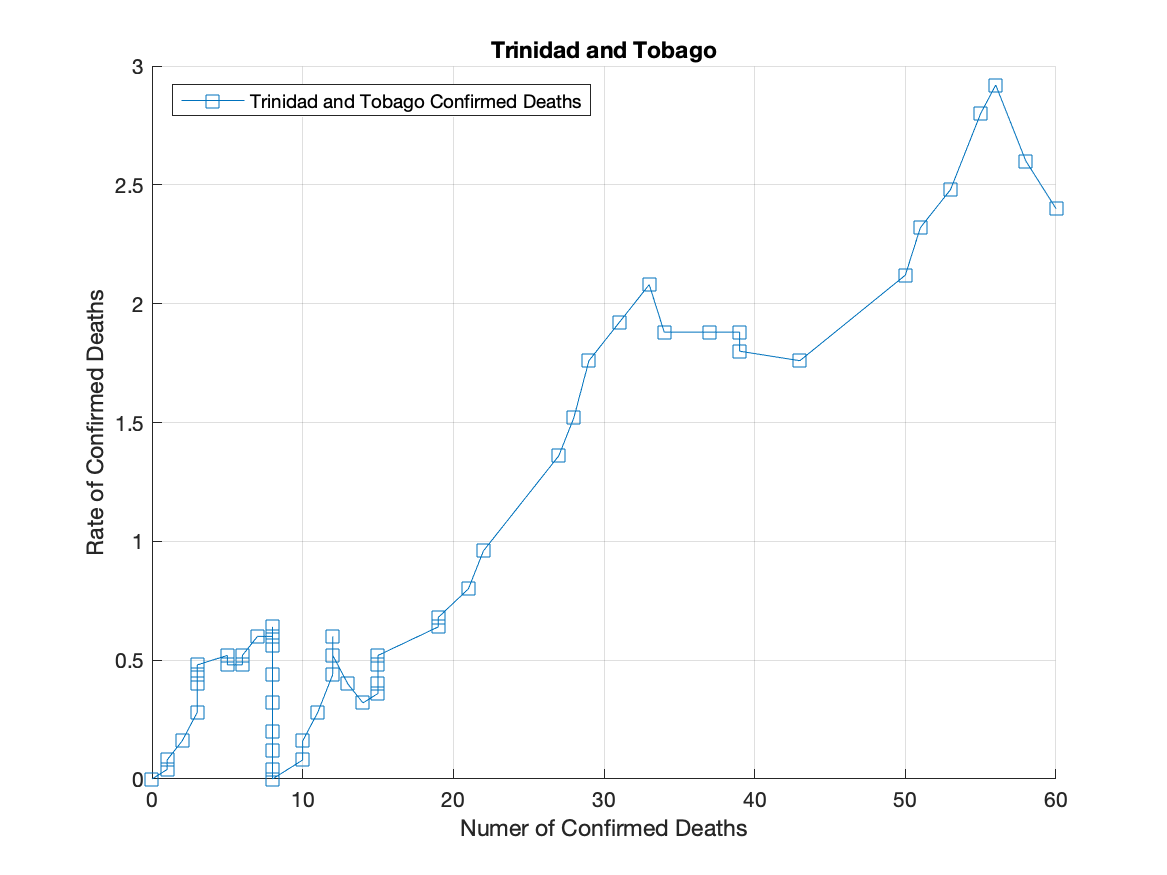 Trinidad and Tobago
Trinidad and Tobago Confirmed Deaths
3
2.5
2
1.5
1
0.5
0
Rate of Confirmed Deaths
0 10 20 30 40 50 60
Numer of Confirmed Deaths